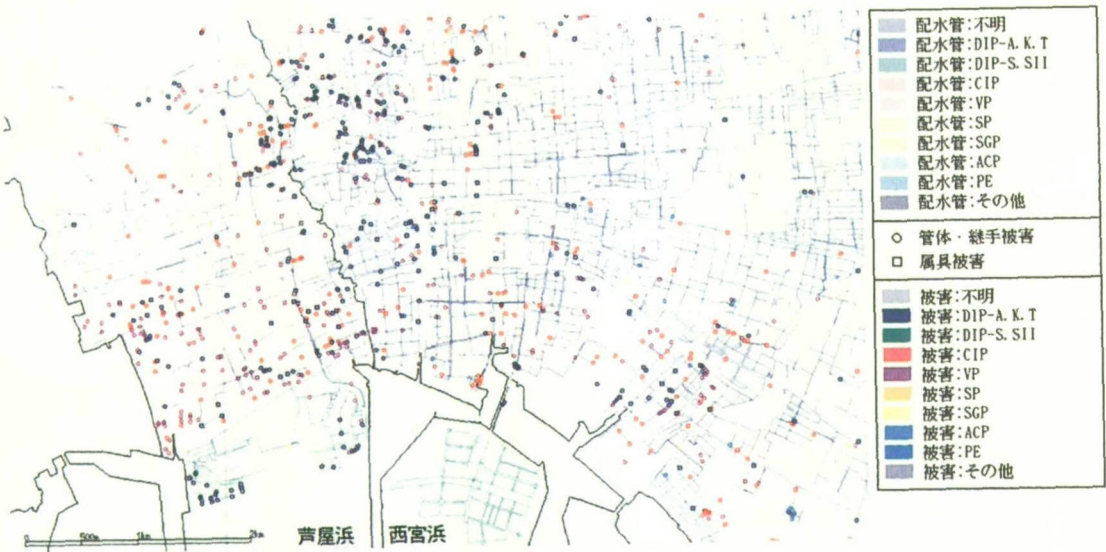 配水管:不明
配水管:DIP-A.K.T
配水管:DIP-S.SII
配水管:CIP
配水管:VP
配水管:SP
配水管:SGP
配水管:ACP
配水管:PE
配水管:その他
管体・継手被害
属具被害
被害:不明
被害:DIP-A.K.T
被害:DIP-S.SII
被害:CIP
被害:VP
被害:SP
被害:SGP
被害:ACP
被害:PE
被害:その他
芦屋浜 西宮浜
0 500m 1km 2km